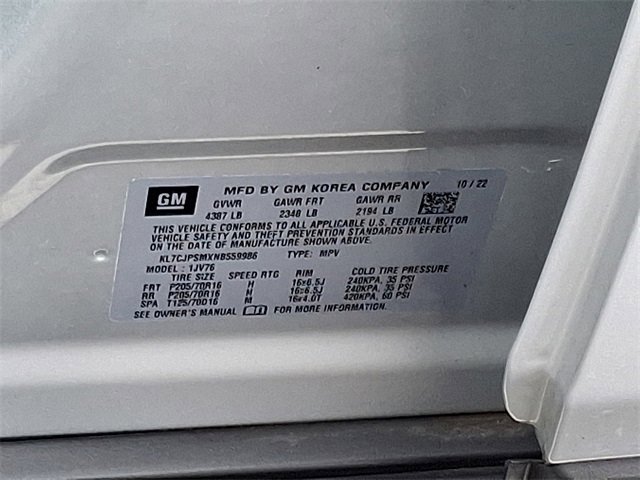 GM MFD BY GM KOREA COMPANY 10/22
GVWR GAWR FRT GAWR RR
4387 LB 2348 LB 2194 LB
THIS VEHICLE CONFORMS TO ALL APPLICABLE U.S. FEDERAL MOTOR
VEHICLE SAFETY AND THEFT PREVENTION STANDARDS IN EFFECT ON
THE DATE OF MANUFACTURE SHOWN ABOVE.
KL7CJPSMXNB559986 TYPE: MPV
MODEL: 1JV76
TIRE SIZE SPEED RTG RIM COLD TIRE PRESSURE
FRT P205/70R16 H 16x6.5J 240KPA, 35 PSI
RR P205/70R16 H 16x6.5J 240KPA, 35 PSI
SPA T125/70D16 M 16x4.0T 420KPA, 60 PSI
SEE OWNER'S MANUAL FOR MORE INFORMATION.